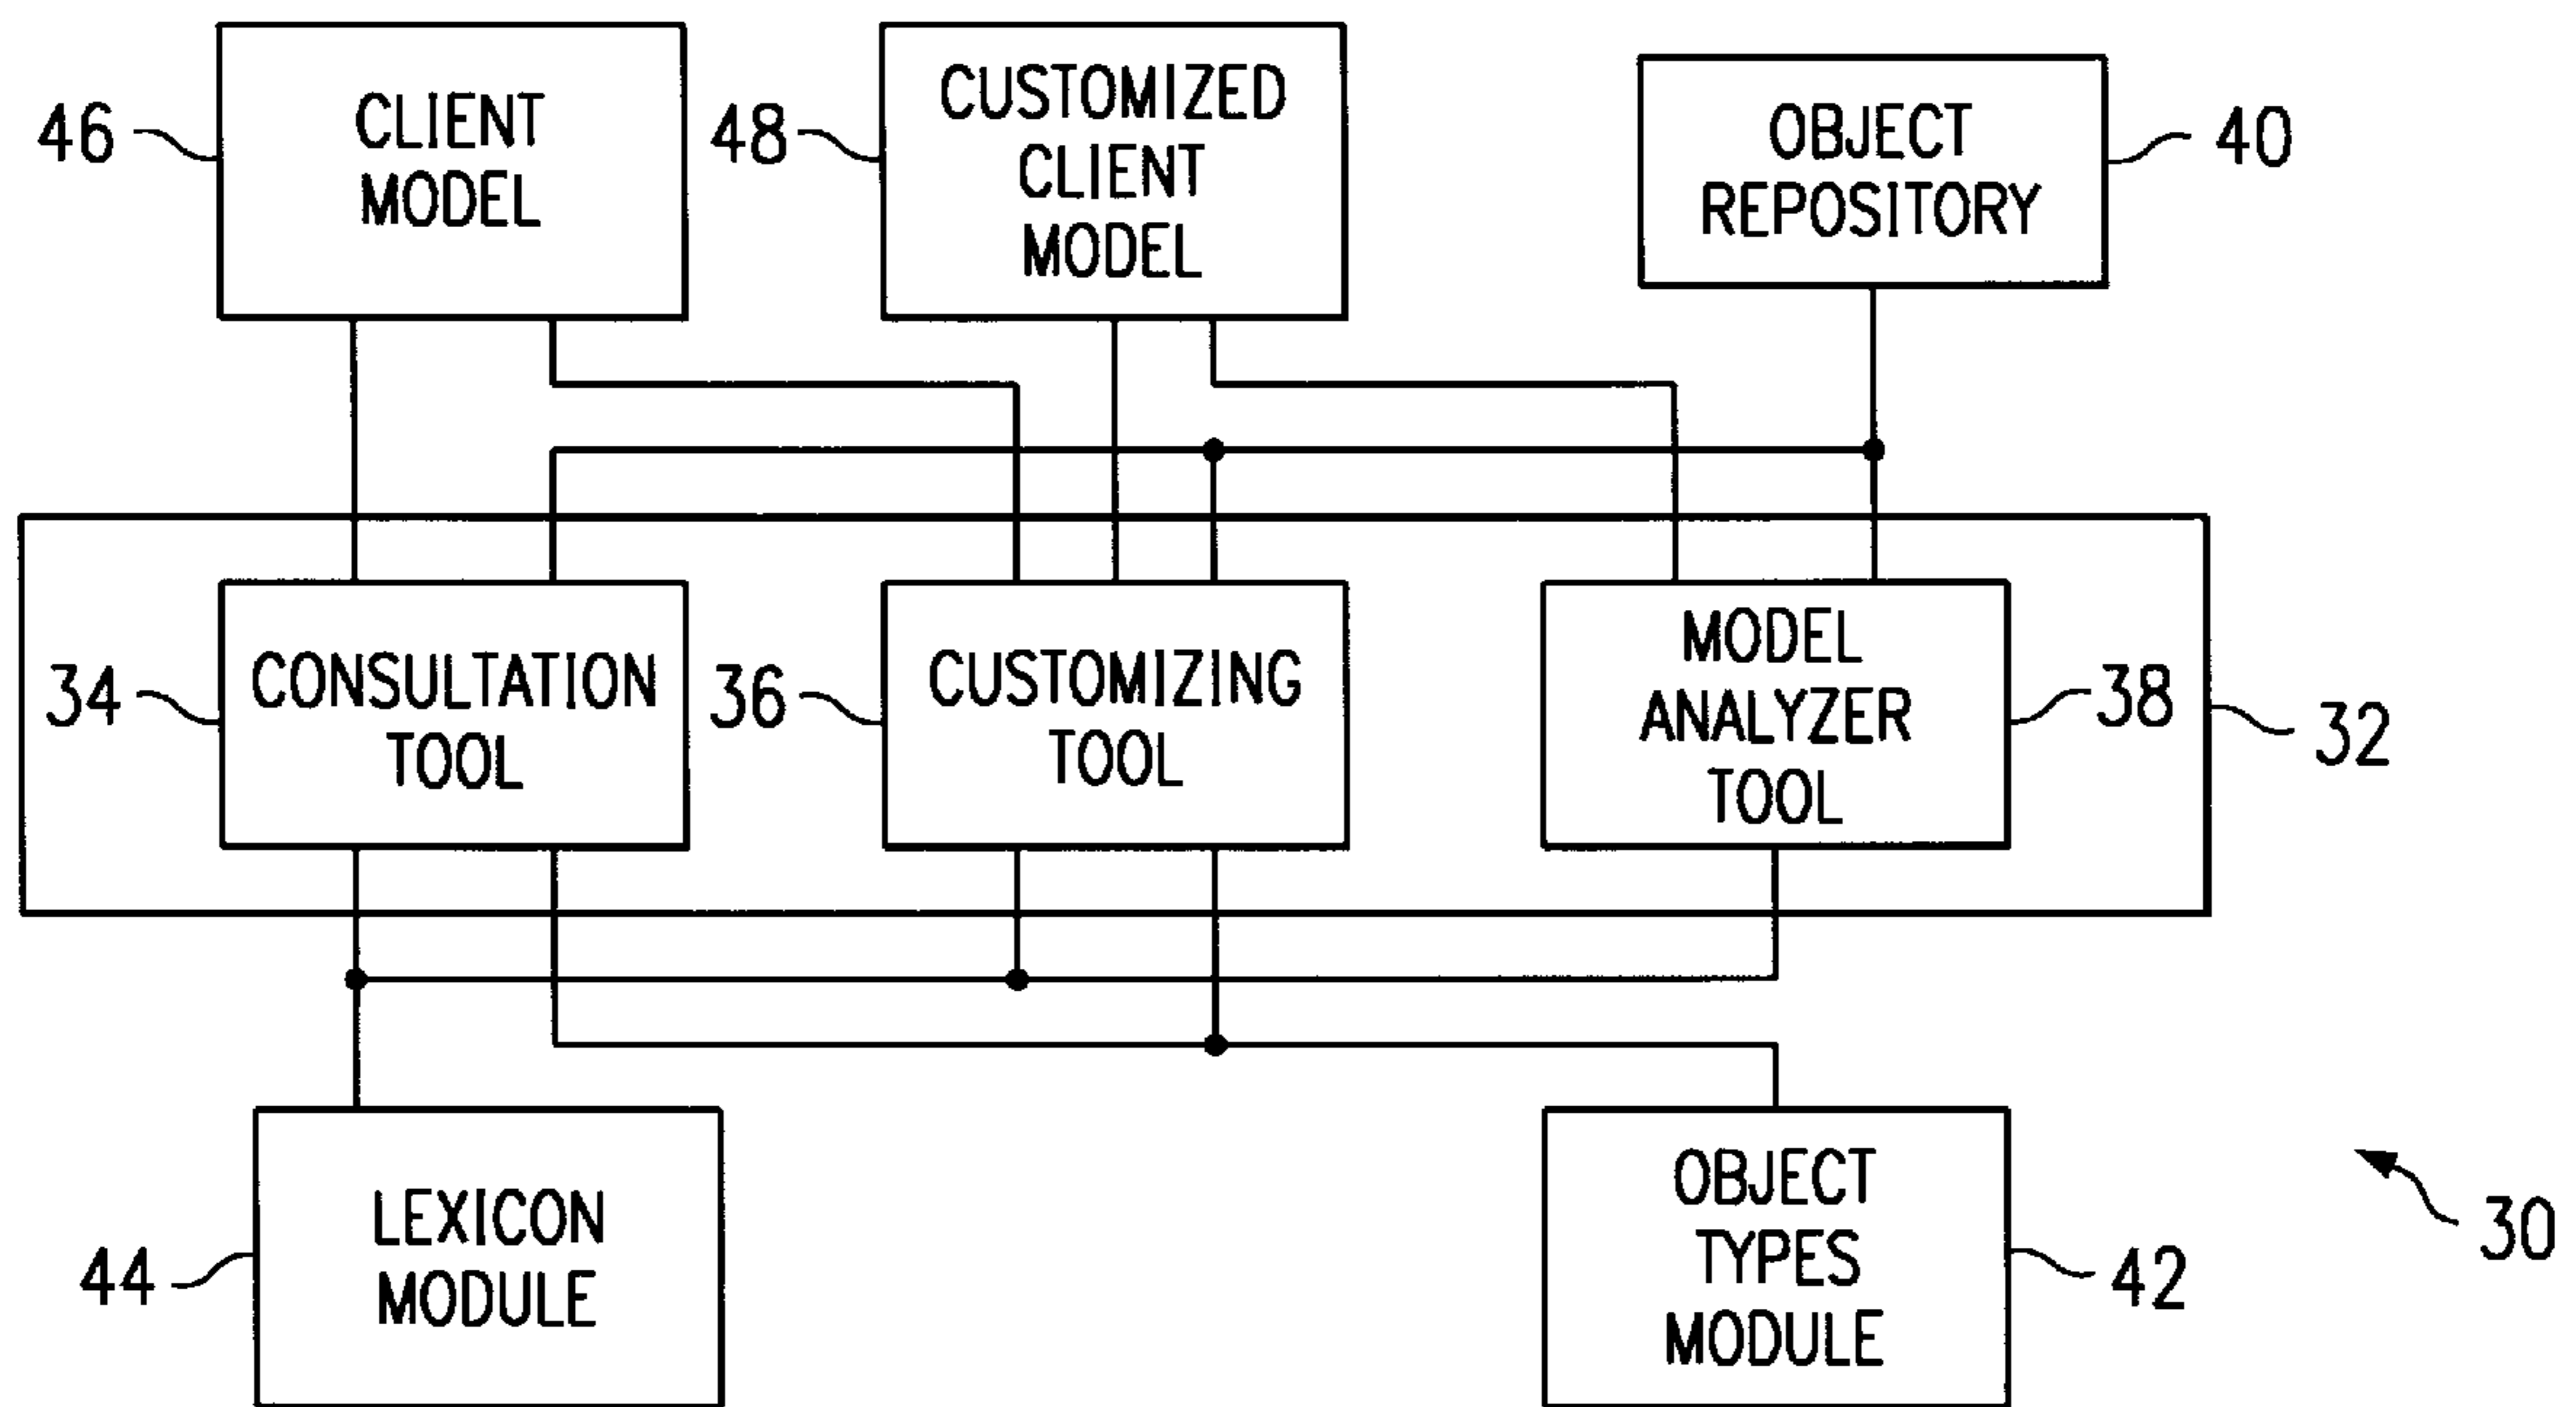 46
CLIENT
MODEL
48
CUSTOMIZED
CLIENT
MODEL
OBJECT
REPOSITORY
40
34
CONSULTATION
TOOL
36
CUSTOMIZING
TOOL
MODEL
ANALYZER
TOOL
38
32
44
LEXICON
MODULE
OBJECT
TYPES
MODULE
42
30